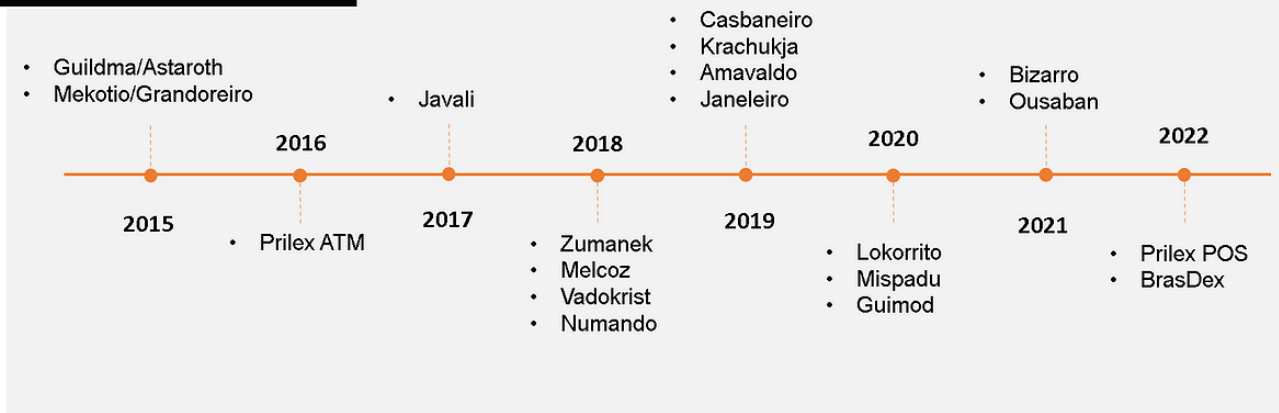 • Guildma/Astaroth
• Mekotio/Grandoreiro
2015
2016
• Prilex ATM
• Javali
2017
2018
• Zumanek
• Melcoz
• Vadokrist
• Numando
• Casbaneiro
• Krachukja
• Amavaldo
• Janeleiro
2019
2020
• Lokorrito
• Mispadu
• Guimod
• Bizarro
• Ousaban
2021
2022
• Prilex POS
• BrasDex